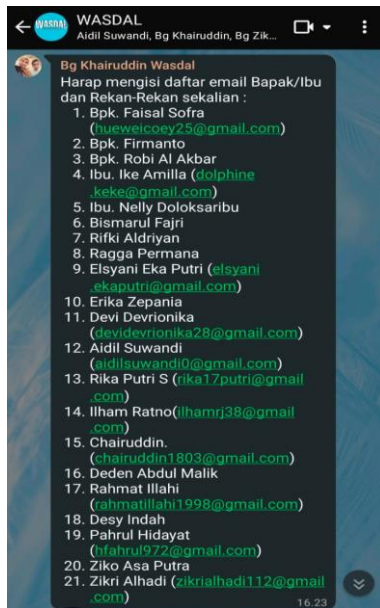 WASDAL
WASDAL
Aidil Suwandi, Bg Khairuddin, Bg Zik...
Bg Khairuddin Wasdal
Harap mengisi daftar email Bapak/Ibu
dan Rekan-Rekan sekalian :
1. Bpk. Faisal Sofra
(hueweicoey25@gmail.com)
2. Bpk. Firmanto
3. Bpk. Robi Al Akbar
4. Ibu. Ike Amilla (dolphine
.keke@gmail.com)
5. Ibu. Nelly Doloksaribu
6. Bismarul Fajri
7. Rifki Aldriyan
8. Ragga Permana
9. Elsyani Eka Putri (elsyani
.ekaputri@gmail.com)
10. Erika Zepania
11. Devi Devrionika
(devidevrionika28@gmail.com)
12. Aidil Suwandi
(aidilsuwandi0@gmail.com)
13. Rika Putri S (rika17putri@gmail
.com)
14. Ilham Ratno(ilhamrj38@gmail
.com)
15. Chairuddin.
(chairuddin1803@gmail.com)
16. Deden Abdul Malik
17. Rahmat Illahi
(rahmatillahi1998@gmail.com)
18. Desy Indah
19. Pahrul Hidayat
(hfahrul972@gmail.com)
20. Ziko Asa Putra
21. Zikri Alhadi (zikrialhadi112@gmail
.com)
16.23